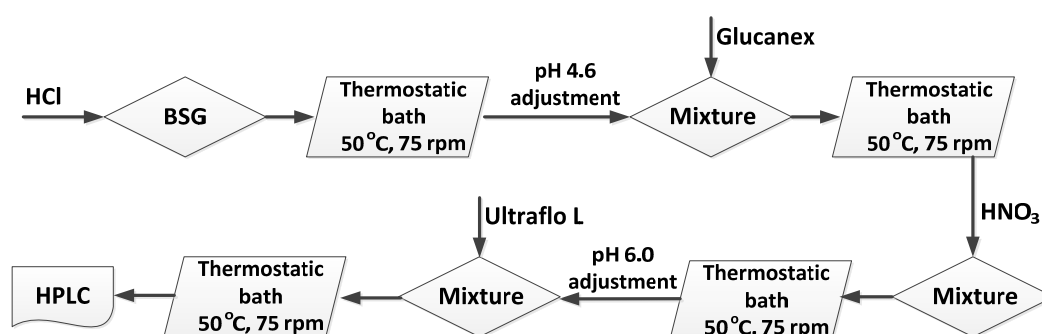 HCl
BSG
Thermostatic
bath
50°C, 75 rpm
pH 4.6
adjustment
Glucanex
Mixture
Thermostatic
bath
50°C, 75 rpm
HNO₃
Mixture
Thermostatic
bath
50°C, 75 rpm
pH 6.0
adjustment
Ultraflo L
Mixture
Thermostatic
bath
50°C, 75 rpm
HPLC